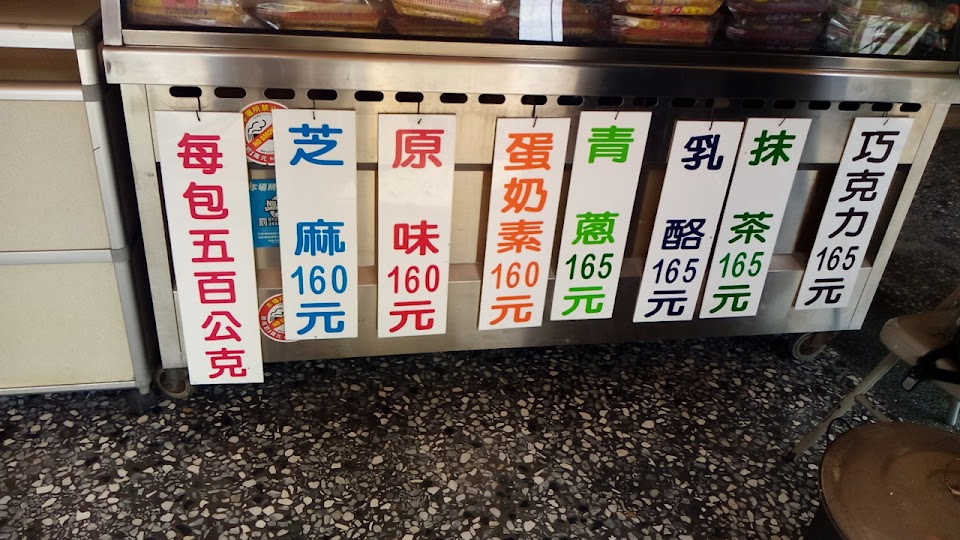 每包五百公克
芝麻160元
原味160元
蛋奶素160元
青蔥165元
乳酪165元
抹茶165元
巧克力165元